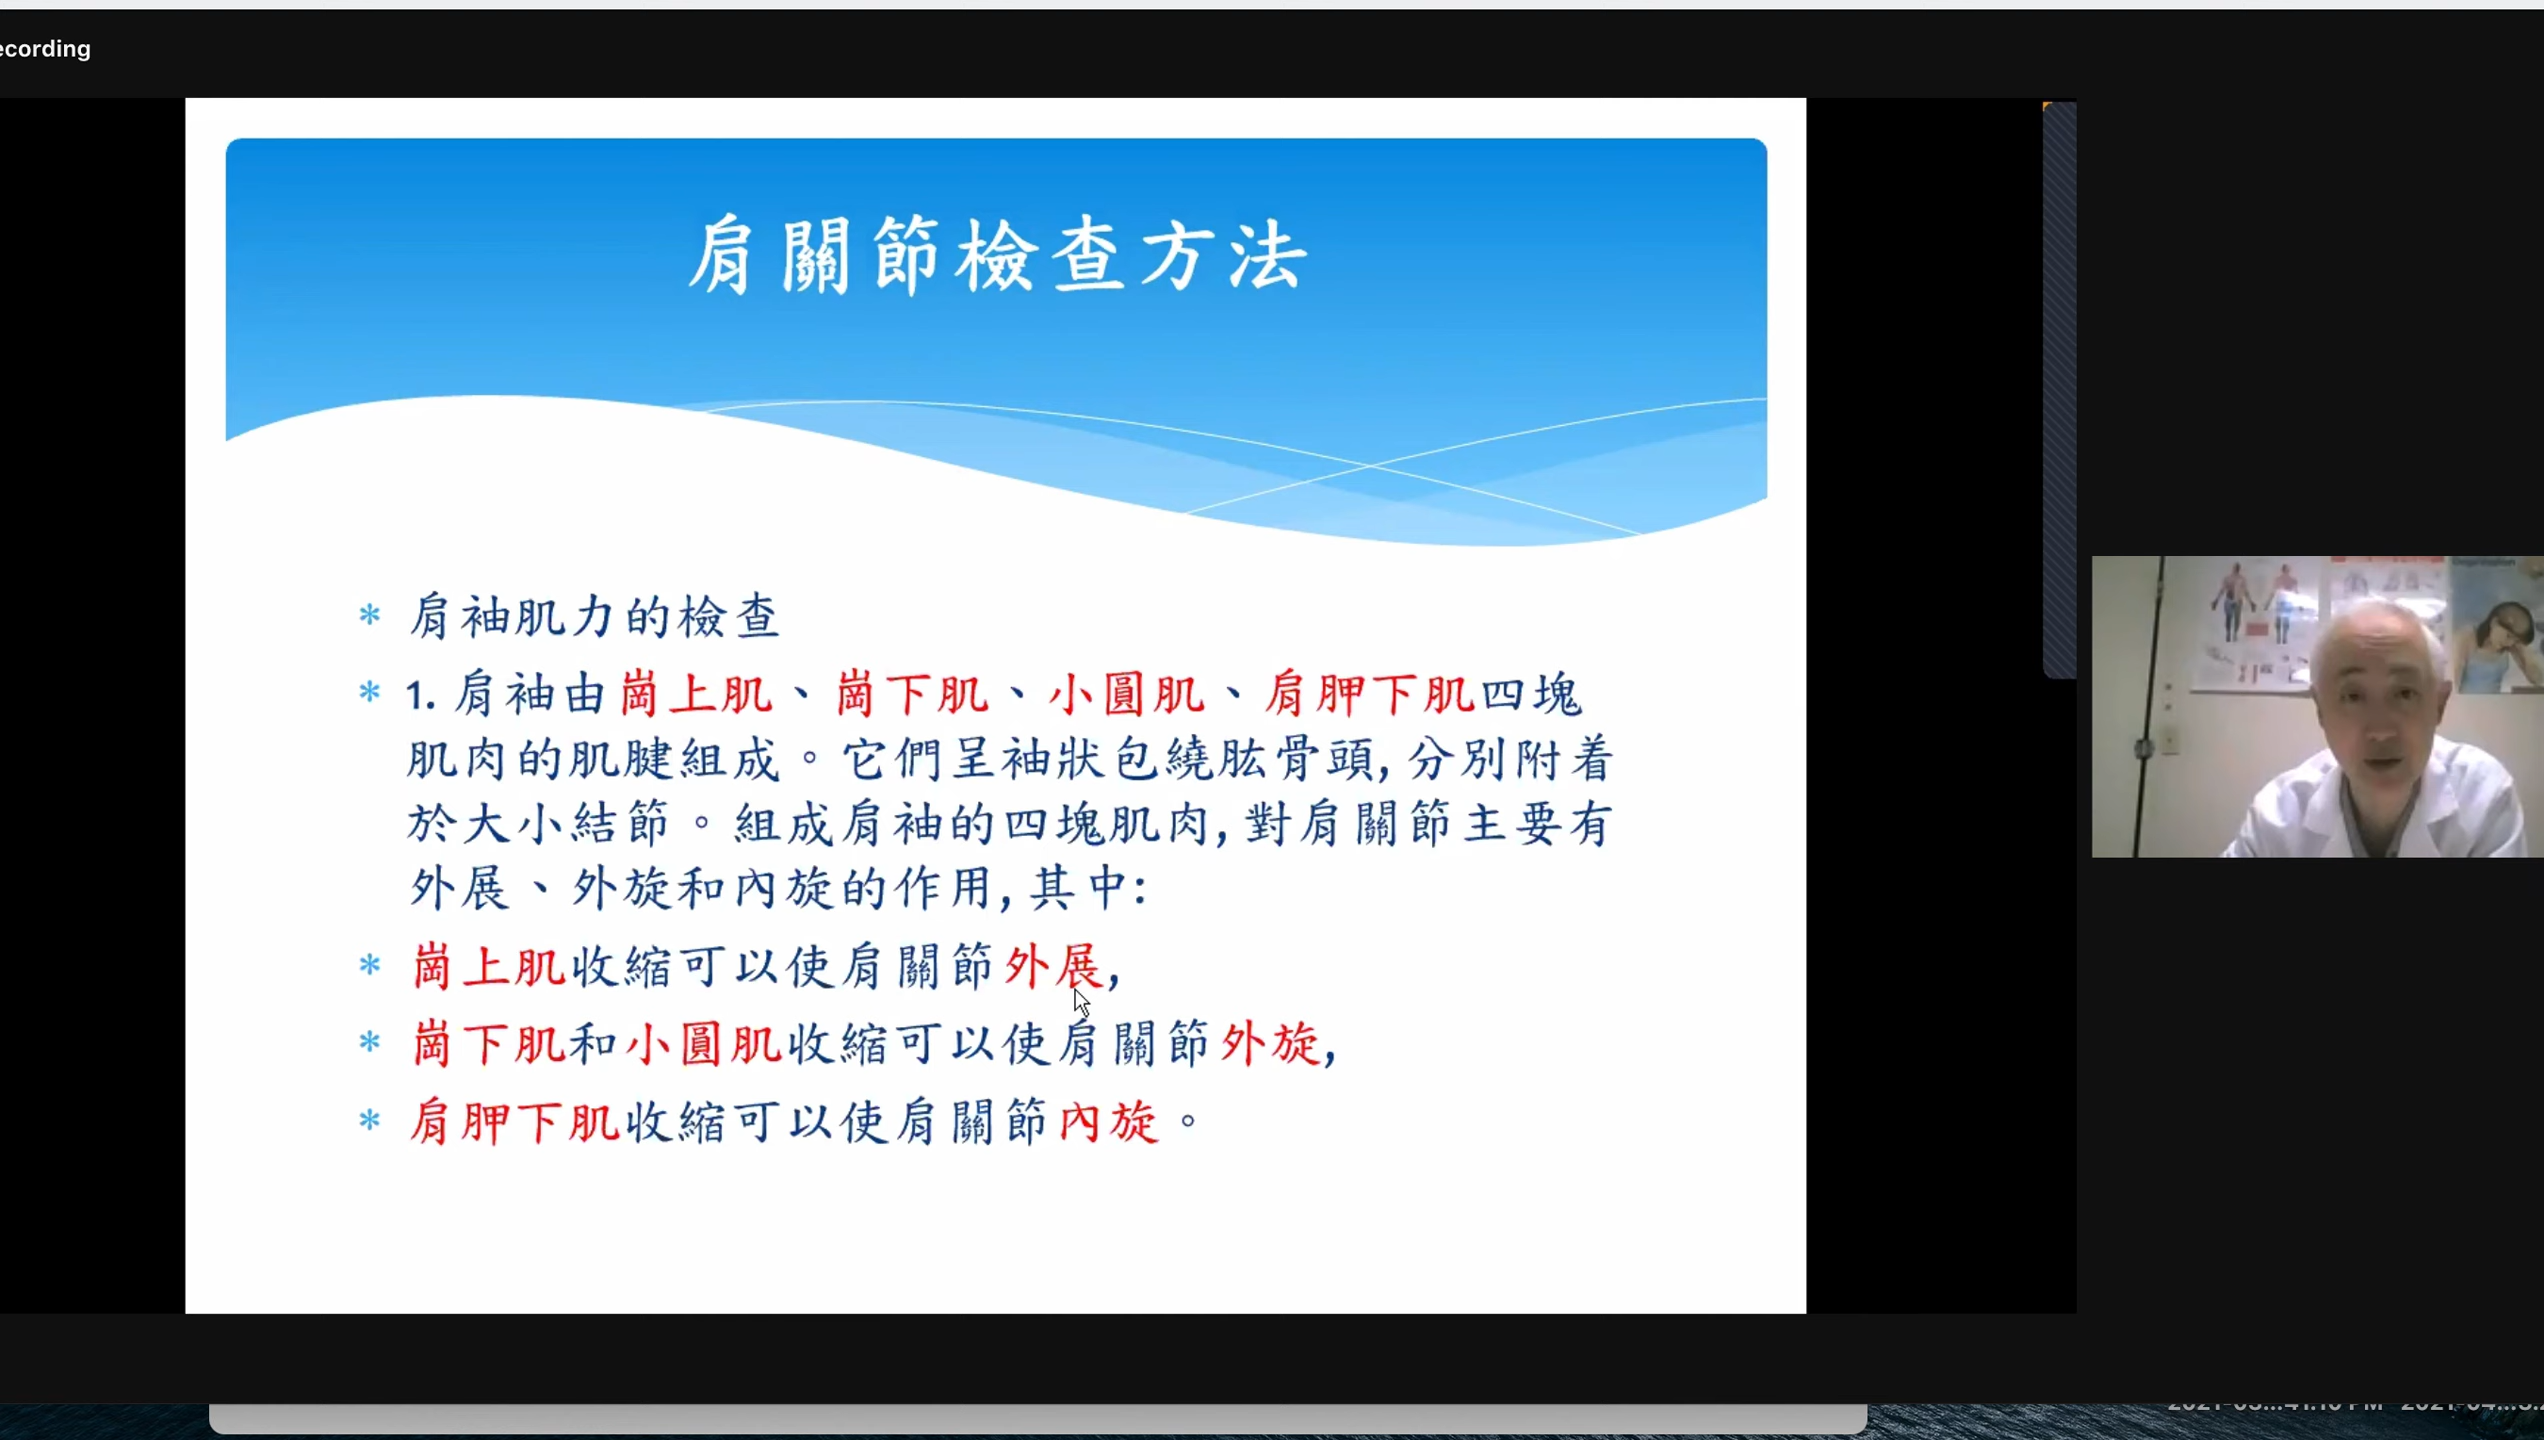 ecording
肩關節檢查方法
* 肩袖肌力的檢查
* 1. 肩袖由崗上肌、崗下肌、小圓肌、肩胛下肌四塊
肌肉的肌腱組成。它們呈袖狀包繞肱骨頭,分別附着
於大小結節。組成肩袖的四塊肌肉,對肩關節主要有
外展、外旋和內旋的作用,其中:
* 崗上肌收縮可以使肩關節外展,
* 崗下肌和小圓肌收縮可以使肩關節外旋,
* 肩胛下肌收縮可以使肩關節內旋。